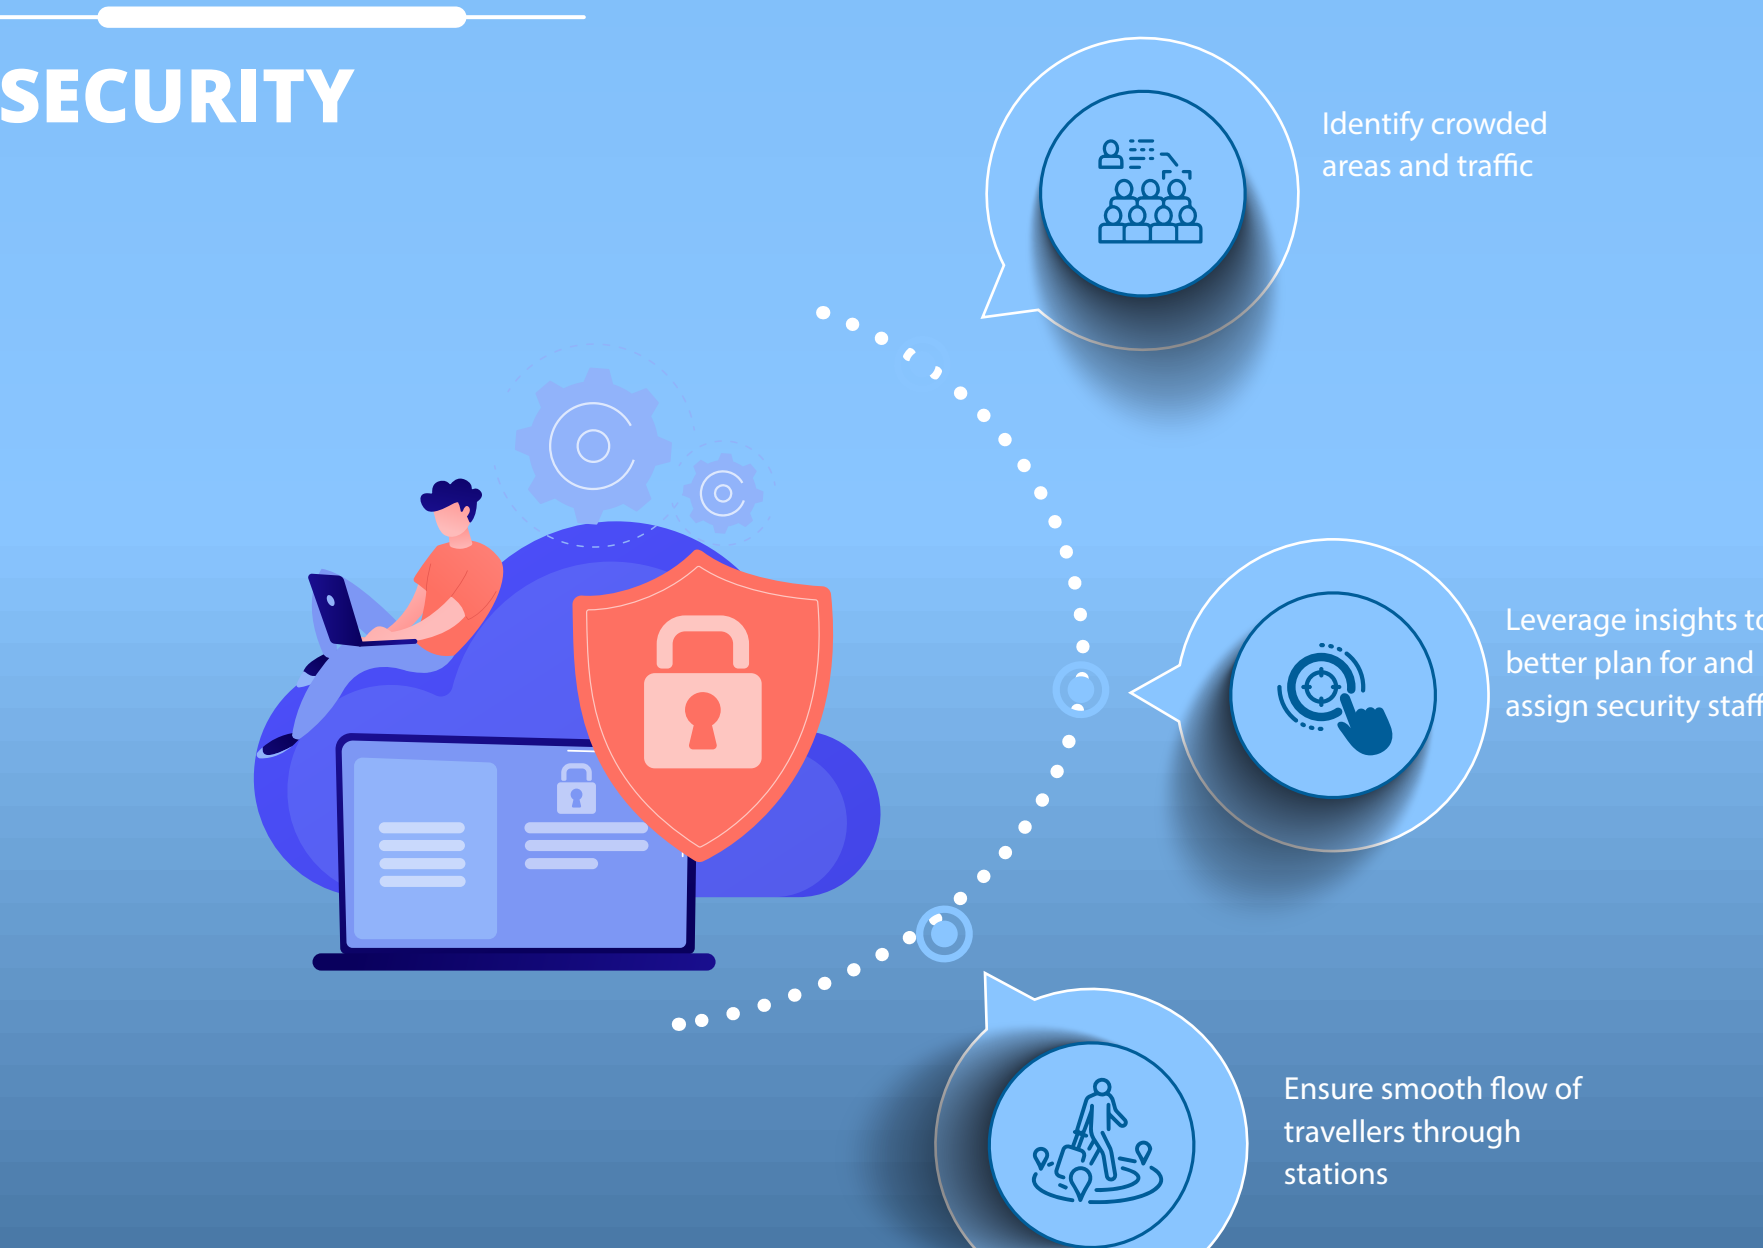 SECURITY
Identify crowded
areas and traffic
Leverage insights to
better plan for and
assign security staff
Ensure smooth flow of
travellers through
stations